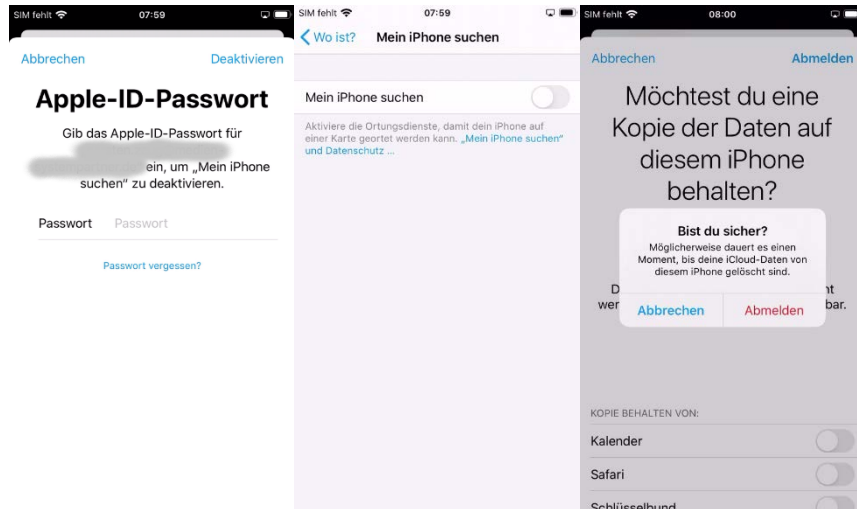 SIM fehlt
07:59
Abbrechen
Deaktivieren
Apple-ID-Passwort
Gib das Apple-ID-Passwort für
ein, um „Mein iPhone
suchen“ zu deaktivieren.
Passwort Passwort
Passwort vergessen?
SIM fehlt
07:59
Wo ist?
Mein iPhone suchen
Mein iPhone suchen
Aktiviere die Ortungsdienste, damit dein iPhone auf
einer Karte geortet werden kann. „Mein iPhone suchen“
und Datenschutz ...
SIM fehlt
08:00
Abbrechen
Abmelden
Möchtest du eine
Kopie der Daten auf
diesem iPhone
behalten?
Bist du sicher?
Möglicherweise dauert es einen
Moment, bis deine iCloud-Daten von
diesem iPhone gelöscht sind.
Abbrechen
Abmelden
KOPIE BEHALTEN VON:
Kalender
Safari
Schlüsselbund